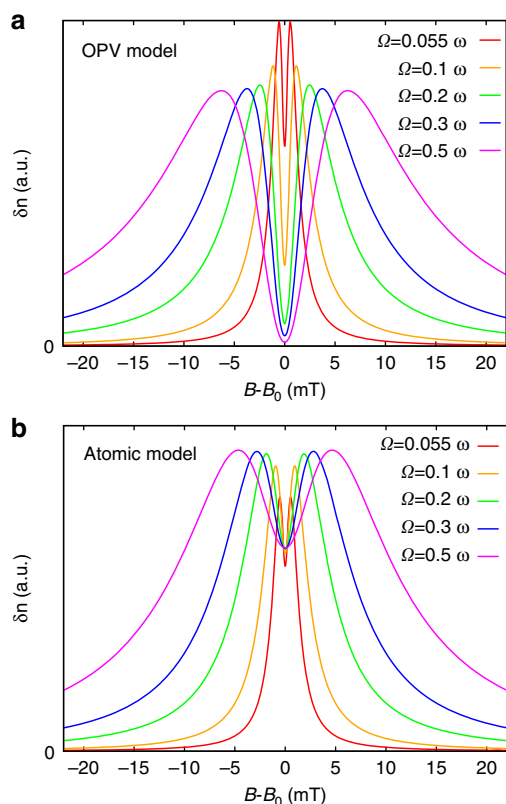 a
OPV model
Ω=0.055 ω
Ω=0.1 ω
Ω=0.2 ω
Ω=0.3 ω
Ω=0.5 ω
δn (a.u.)
0
−20 −15 −10 −5 0 5 10 15 20
B-B₀ (mT)
b
Atomic model
Ω=0.055 ω
Ω=0.1 ω
Ω=0.2 ω
Ω=0.3 ω
Ω=0.5 ω
δn (a.u.)
0
−20 −15 −10 −5 0 5 10 15 20
B-B₀ (mT)